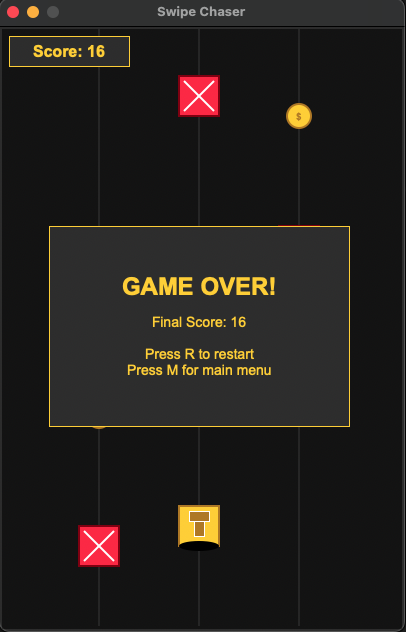 Swipe Chaser
Score: 16
$
GAME OVER!
Final Score: 16
Press R to restart
Press M for main menu